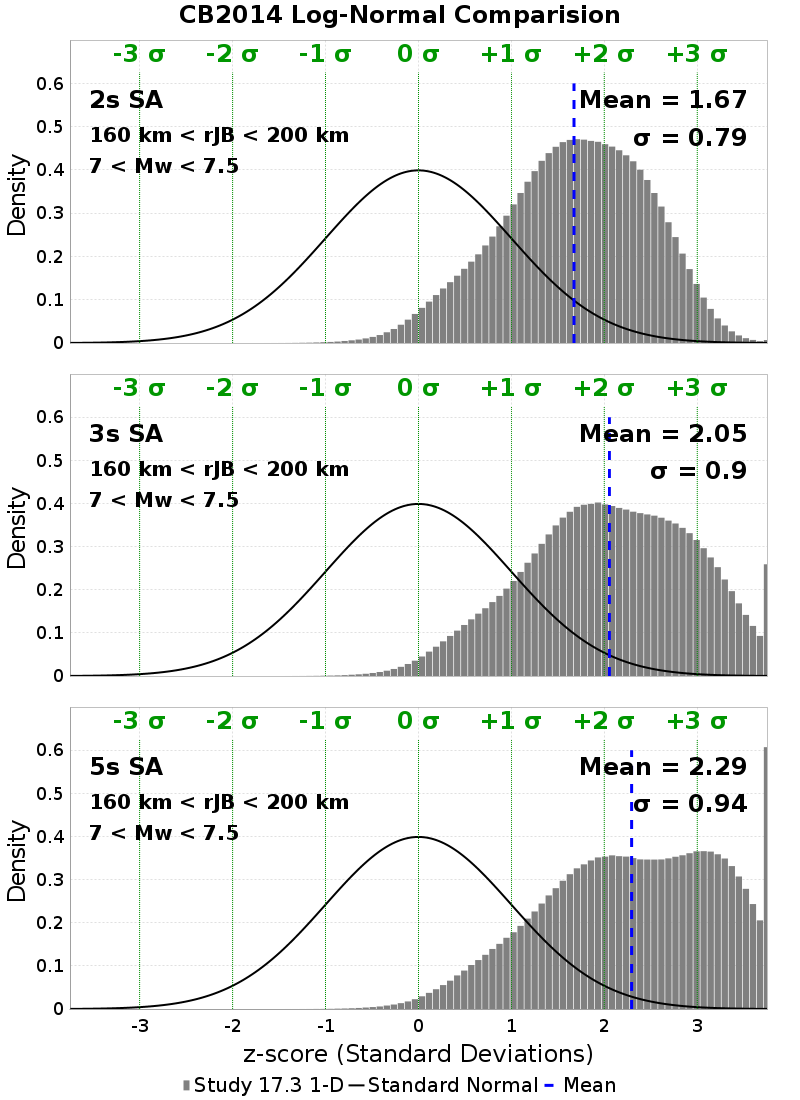 CB2014 Log-Normal Comparision
-3 σ -2 σ -1 σ 0 σ +1 σ +2 σ +3 σ
0.6
2s SA Mean = 1.67
0.5
160 km < rJB < 200 km σ = 0.79
7 < Mw < 7.5
0.4
0.3
Density
0.2
0.1
0
-3 σ -2 σ -1 σ 0 σ +1 σ +2 σ +3 σ
0.6
3s SA Mean = 2.05
0.5
160 km < rJB < 200 km σ = 0.9
7 < Mw < 7.5
0.4
0.3
Density
0.2
0.1
0
-3 σ -2 σ -1 σ 0 σ +1 σ +2 σ +3 σ
0.6
5s SA Mean = 2.29
0.5
160 km < rJB < 200 km σ = 0.94
7 < Mw < 7.5
0.4
0.3
Density
0.2
0.1
0
-3 -2 -1 0 1 2 3
z-score (Standard Deviations)
Study 17.3 1-D Standard Normal Mean